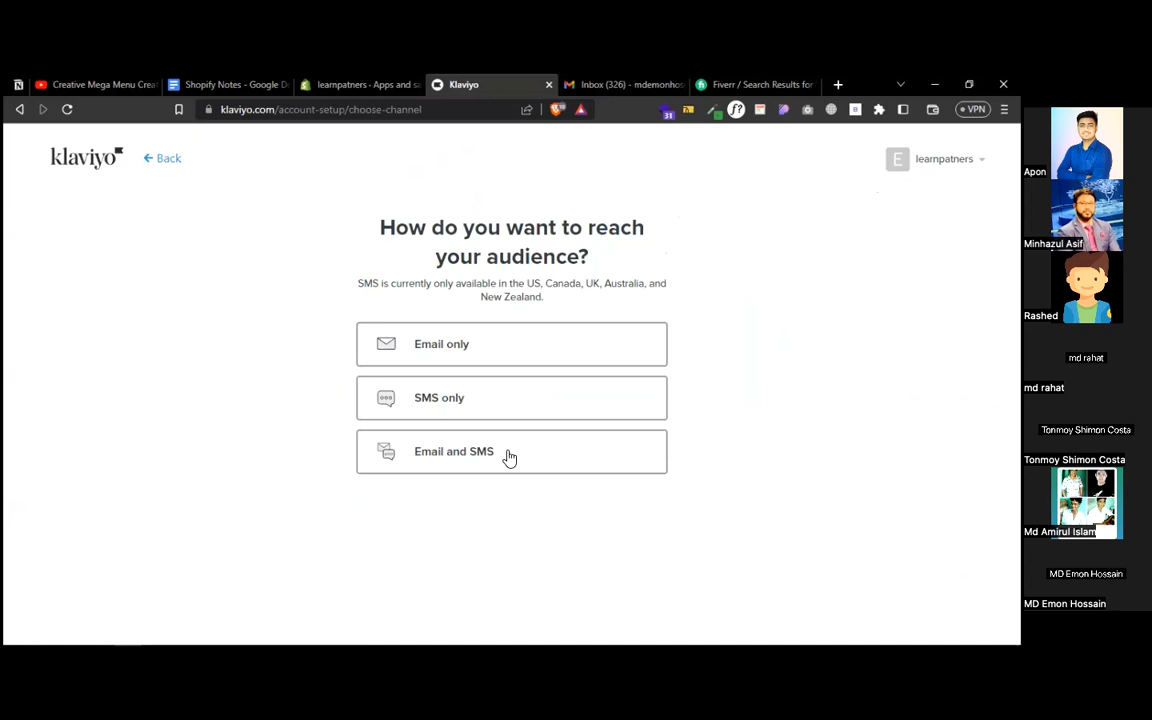 Creative Mega Menu Crea
Shopify Notes - Google D
learnpatners - Apps and sa
Klaviyo
Inbox (326) - mdemonhos
Fiverr / Search Results for
klaviyo.com/account-setup/choose-channel
31
VPN
klaviyo
Back
E
learnpatners
How do you want to reach
your audience?
SMS is currently only available in the US, Canada, UK, Australia, and
New Zealand.
Email only
SMS only
Email and SMS
Apon
Minhazul Asif
Rashed
md rahat
md rahat
Tonmoy Shimon Costa
Tonmoy Shimon Costa
Md Amirul Islam
MD Emon Hossain
MD Emon Hossain